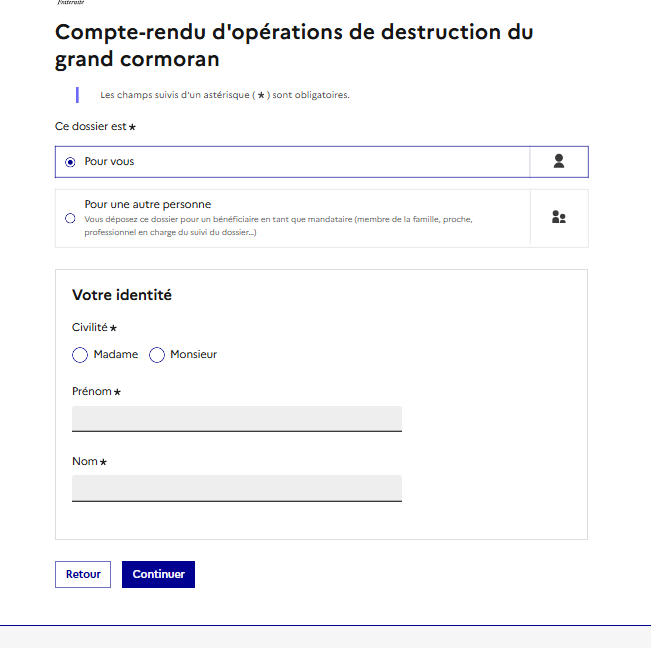 Fraternité
Compte-rendu d'opérations de destruction du
grand cormoran
Les champs suivis d'un astérisque ( * ) sont obligatoires.
Ce dossier est *
Pour vous
Pour une autre personne
Vous déposez ce dossier pour un bénéficiaire en tant que mandataire (membre de la famille, proche,
professionnel en charge du suivi du dossier…)
Votre identité
Civilité *
Madame Monsieur
Prénom *
Nom *
Retour Continuer